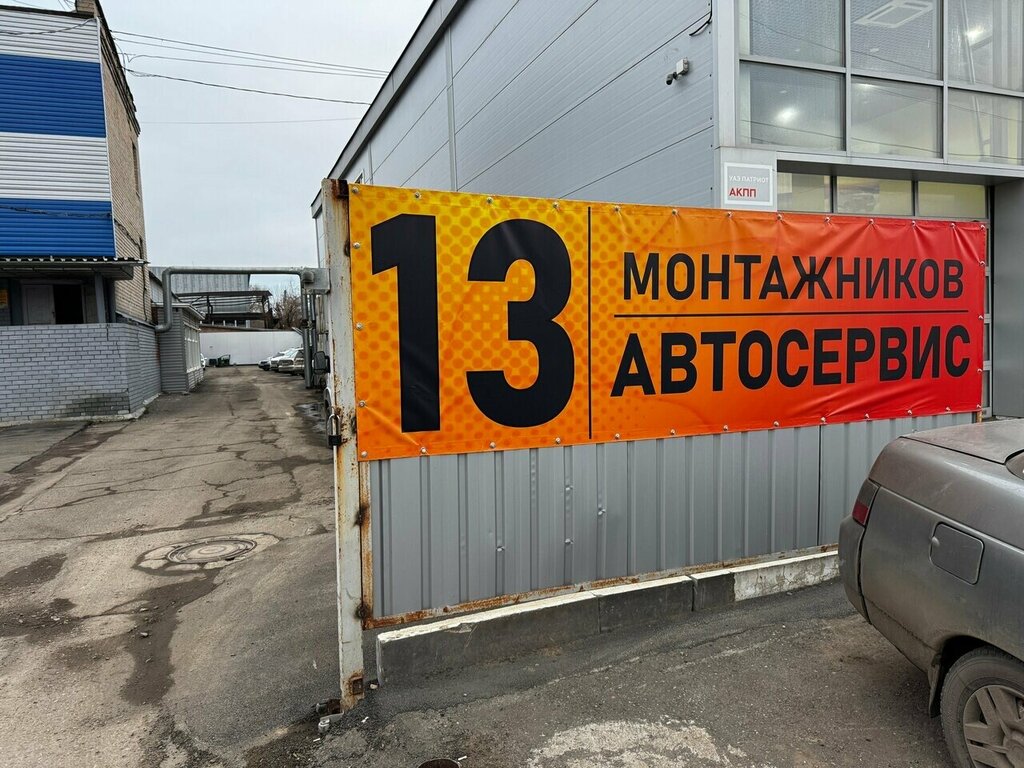 УАЗ ПАТРИОТ
АКПП
13
МОНТАЖНИКОВ
АВТОСЕРВИС